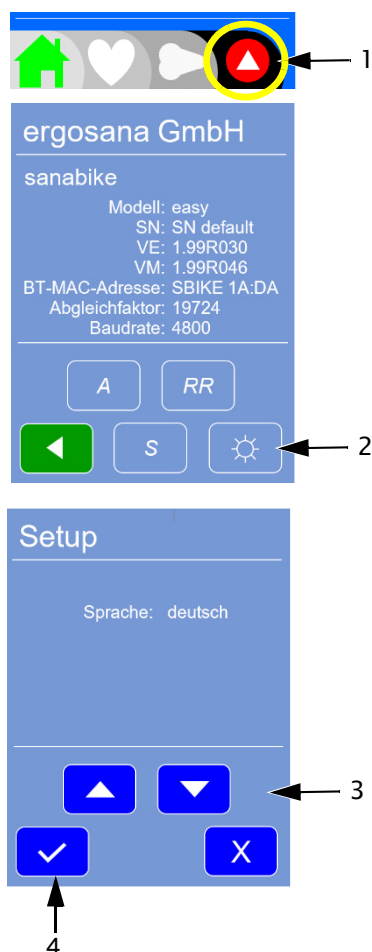 1
ergosana GmbH
sanabike
Modell: easy
SN: SN default
VE: 1.99R030
VM: 1.99R046
BT-MAC-Adresse: SBIKE 1A:DA
Abgleichfaktor: 19724
Baudrate: 4800
A RR
S 2
Setup
Sprache: deutsch
3
X
4